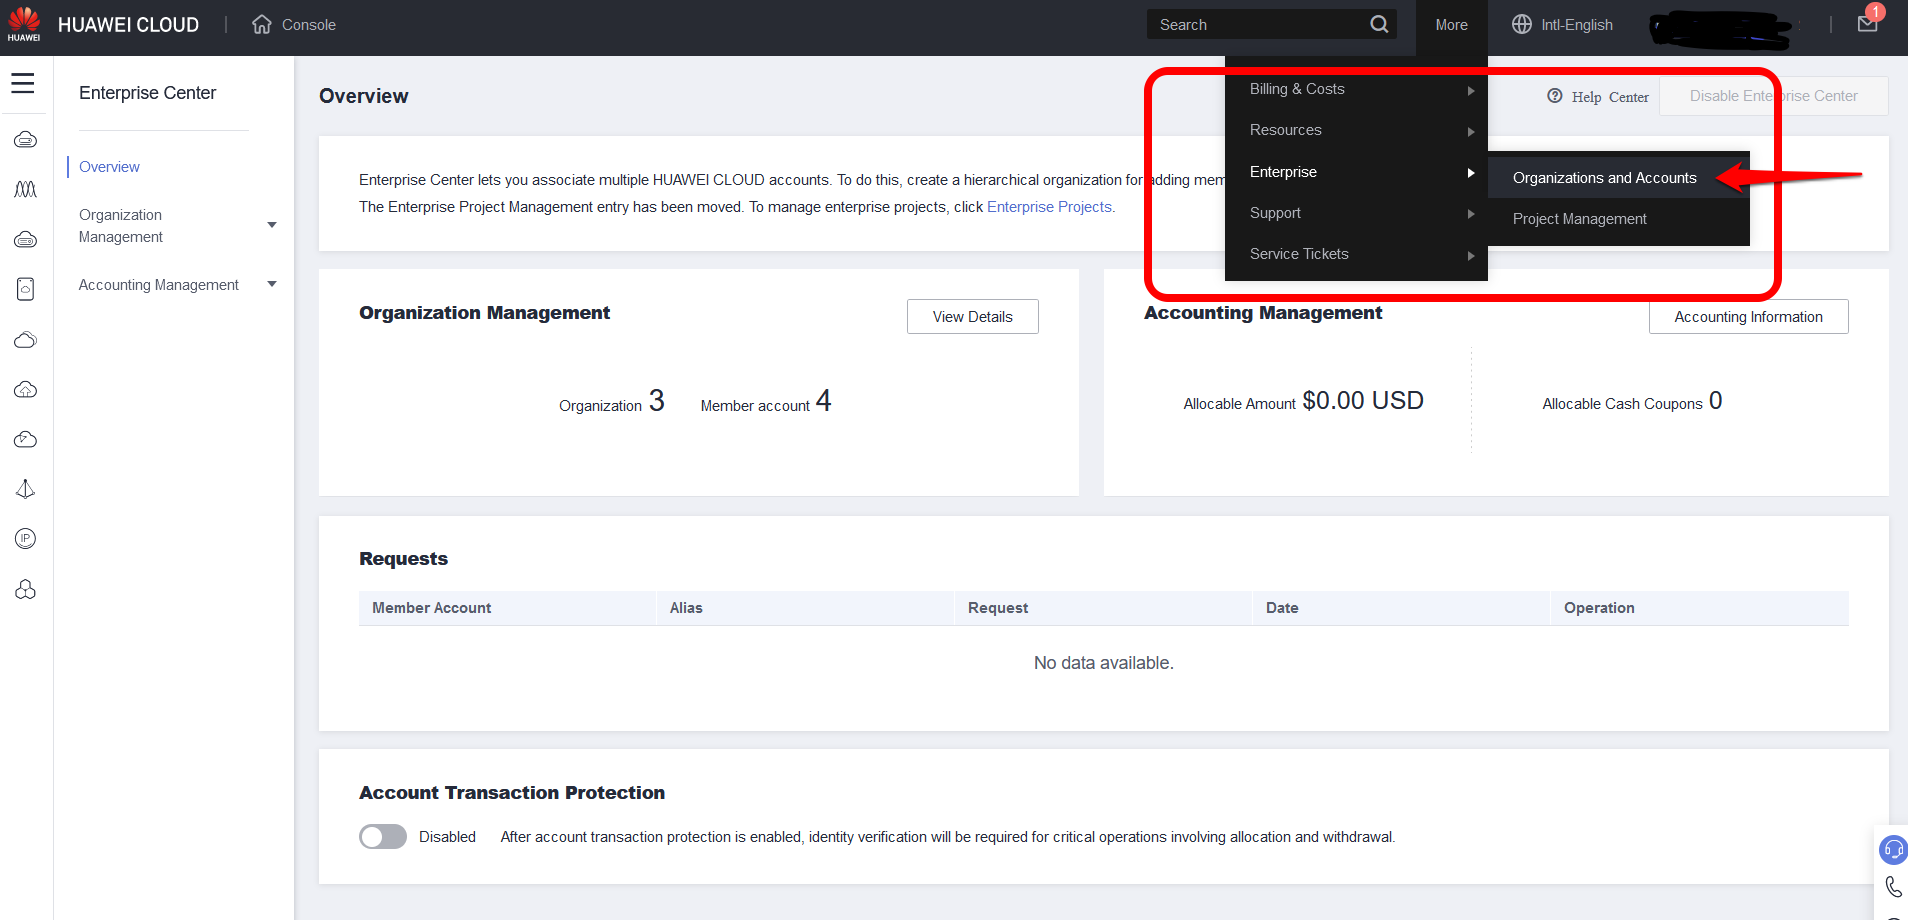 HUAWEI
HUAWEI CLOUD
Console
Search
More
Intl-English
1
Enterprise Center
Overview
Organization
Management
Accounting Management
Overview
Help Center
Disable Enterprise Center
Billing & Costs
Resources
Enterprise
Support
Service Tickets
Organizations and Accounts
Project Management
Enterprise Center lets you associate multiple HUAWEI CLOUD accounts. To do this, create a hierarchical organization for adding mem
The Enterprise Project Management entry has been moved. To manage enterprise projects, click Enterprise Projects.
Organization Management
View Details
Organization 3
Member account 4
Accounting Management
Accounting Information
Allocable Amount $0.00 USD
Allocable Cash Coupons 0
Requests
Member Account
Alias
Request
Date
Operation
No data available.
Account Transaction Protection
Disabled
After account transaction protection is enabled, identity verification will be required for critical operations involving allocation and withdrawal.
IP